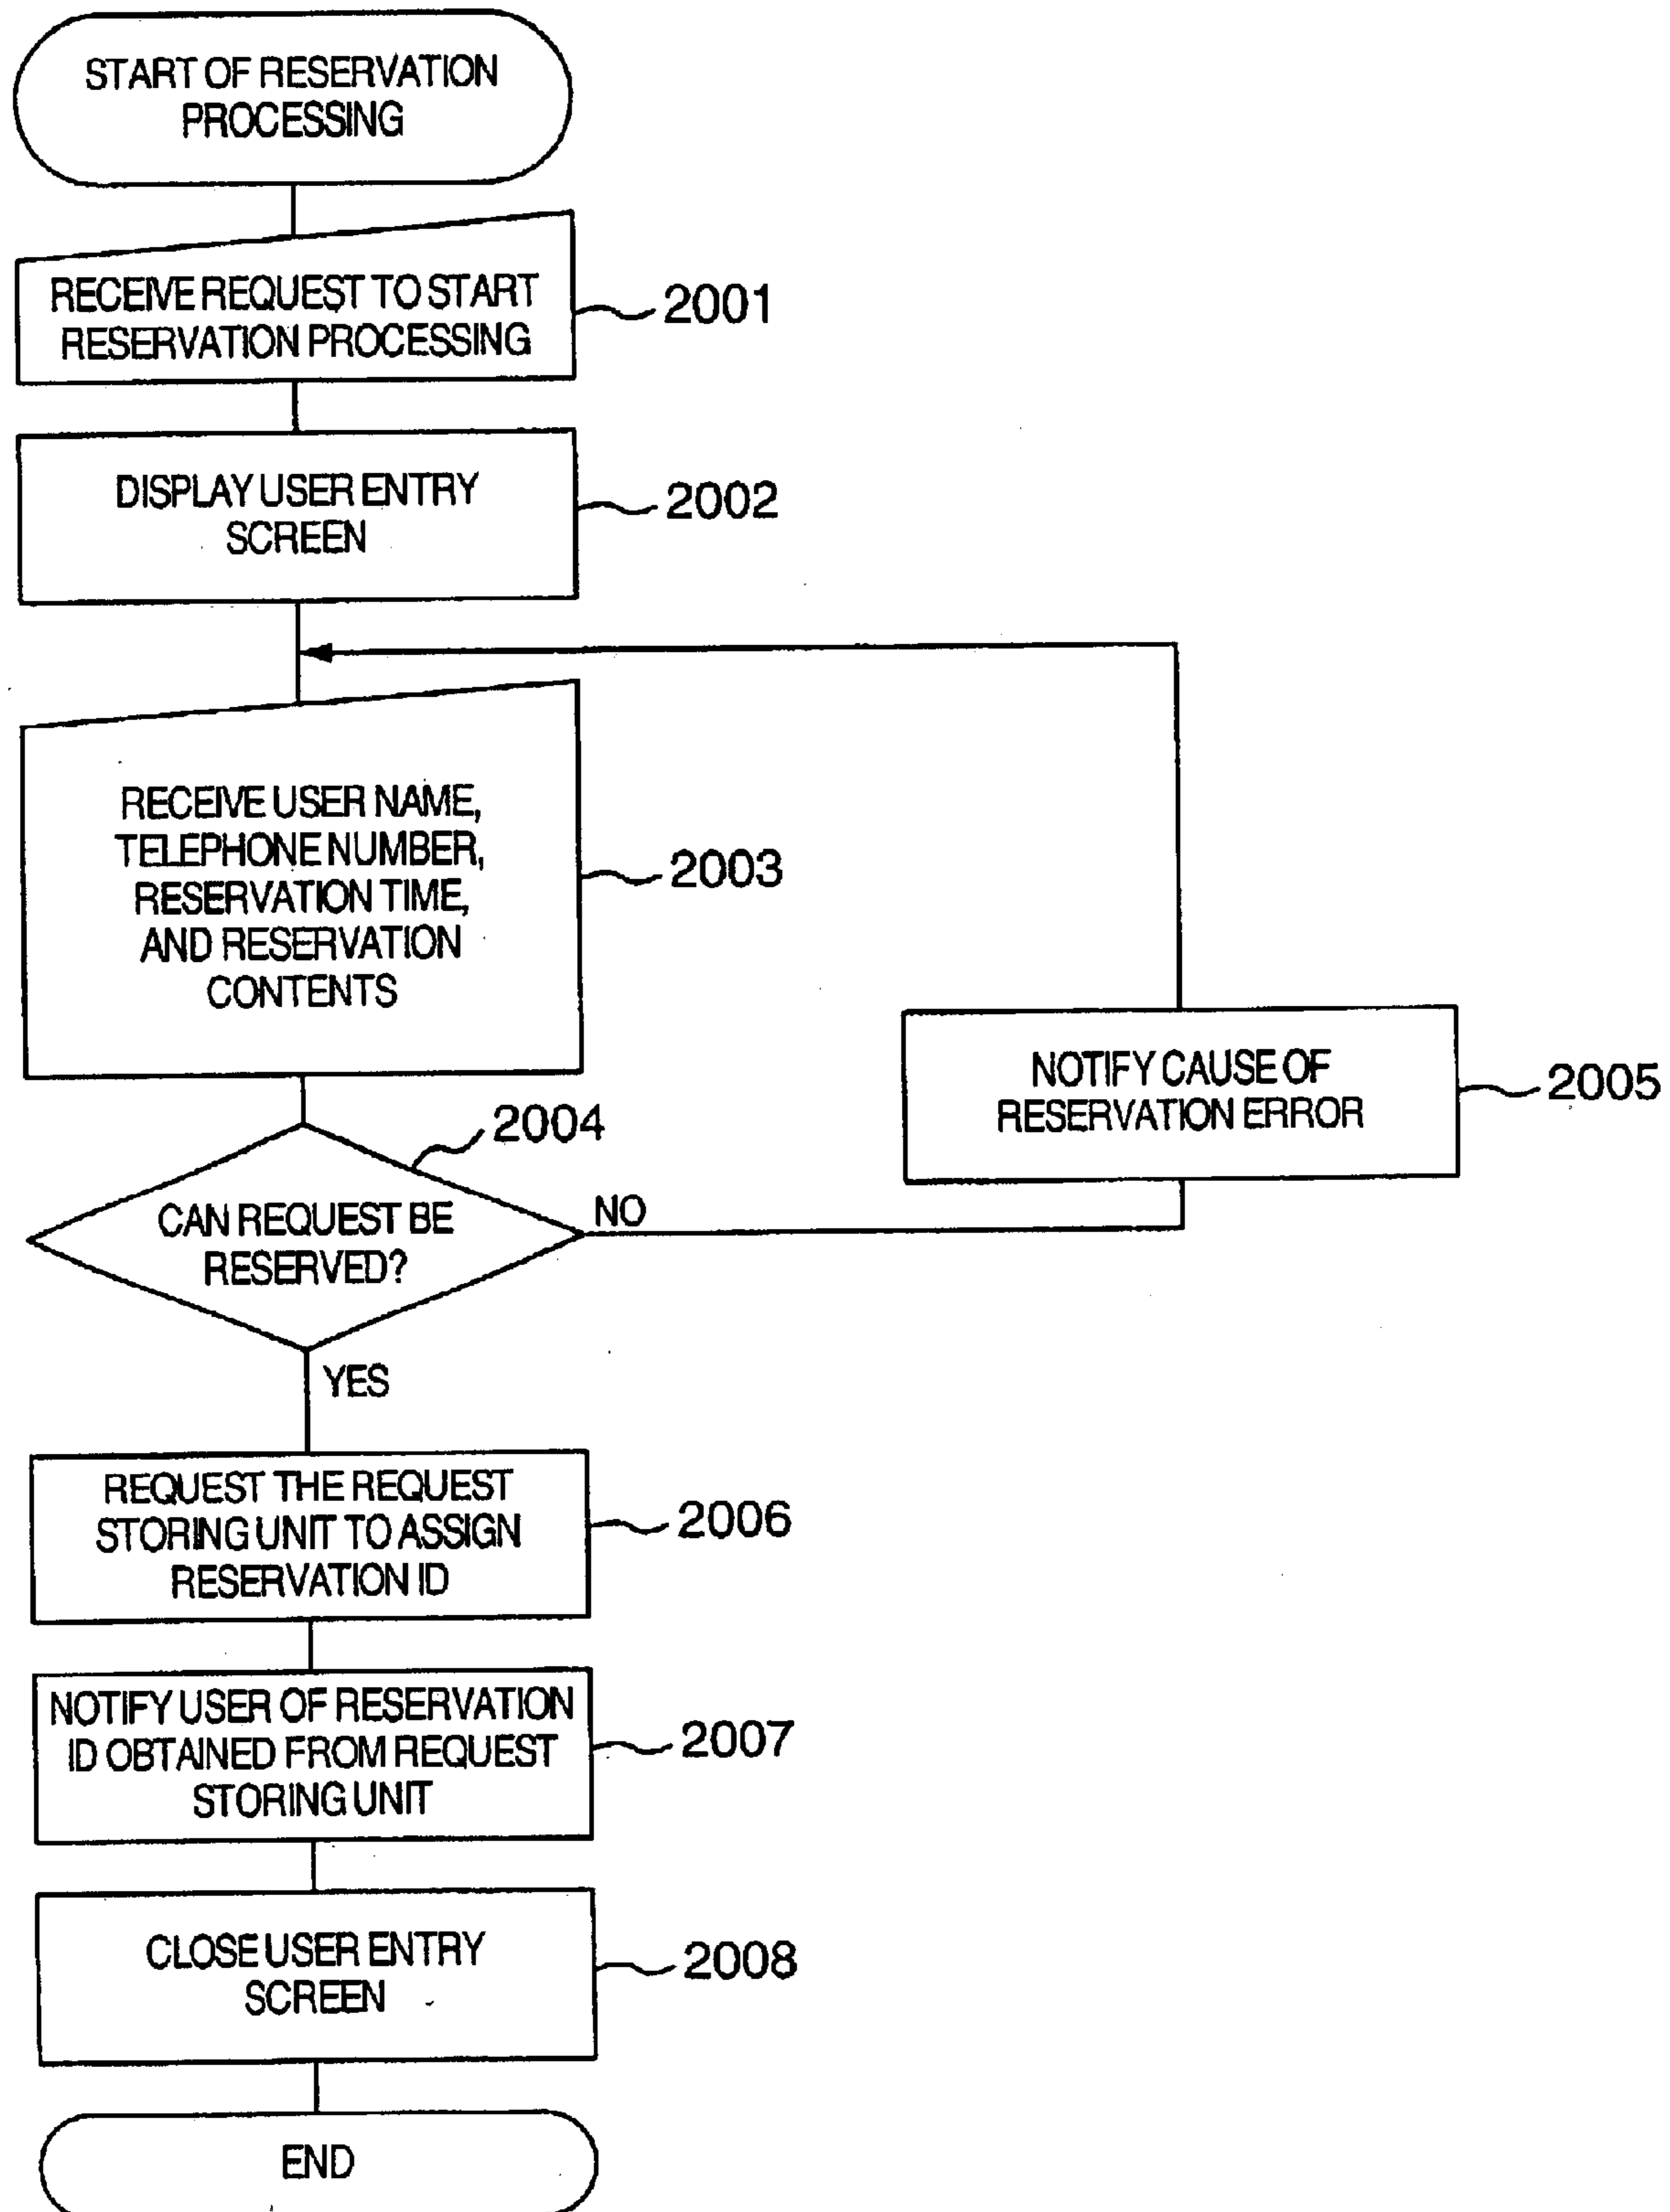 START OF RESERVATION
PROCESSING
RECEIVE REQUEST TO START
RESERVATION PROCESSING
2001
DISPLAY USER ENTRY
SCREEN
2002
RECEIVE USER NAME,
TELEPHONE NUMBER,
RESERVATION TIME,
AND RESERVATION
CONTENTS
2003
NOTIFY CAUSE OF
RESERVATION ERROR
2005
2004
CAN REQUEST BE
RESERVED?
NO
YES
REQUEST THE REQUEST
STORING UNIT TO ASSIGN
RESERVATION ID
2006
NOTIFY USER OF RESERVATION
ID OBTAINED FROM REQUEST
STORING UNIT
2007
CLOSE USER ENTRY
SCREEN
2008
END